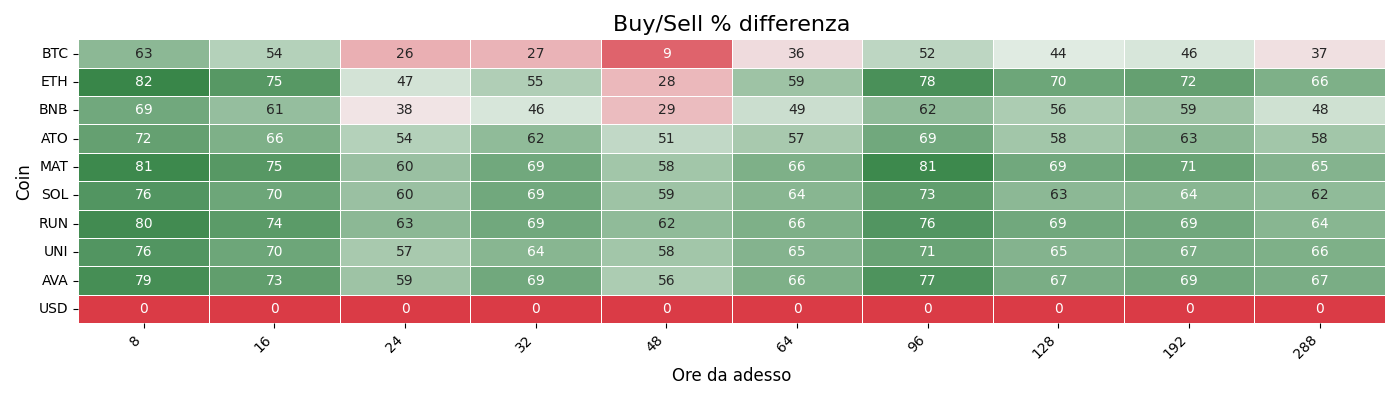 Buy/Sell % differenza
Coin
BTC 63 54 26 27 9 36 52 44 46 37
ETH 82 75 47 55 28 59 78 70 72 66
BNB 69 61 38 46 29 49 62 56 59 48
ATO 72 66 54 62 51 57 69 58 63 58
MAT 81 75 60 69 58 66 81 69 71 65
SOL 76 70 60 69 59 64 73 63 64 62
RUN 80 74 63 69 62 66 76 69 69 64
UNI 76 70 57 64 58 65 71 65 67 66
AVA 79 73 59 69 56 66 77 67 69 67
USD 0 0 0 0 0 0 0 0 0 0
8 16 24 32 48 64 96 128 192 288
Ore da adesso